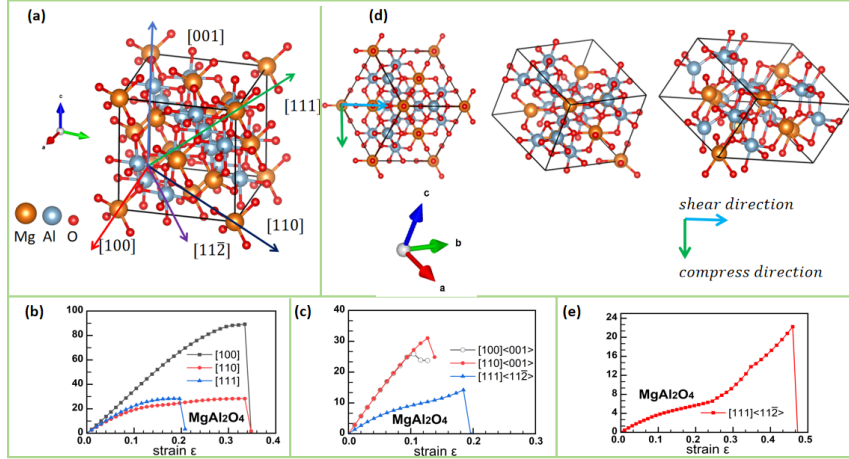 (a)
[001]
[111]
c
a
[110]
[100]
[112̄]
Mg Al O
(d)
c
b
a
shear direction
compress direction
(b)
100
80
60
40
20
0
[100]
[110]
[111]
MgAl2O4
0.0 0.1 0.2 0.3 0.4
strain ε
(c)
40
30
20
10
0
[100]<001>
[110]<001>
[111]<112̄>
MgAl2O4
0.0 0.1 0.2 0.3
strain ε
(e)
24
20
16
12
8
4
0
MgAl2O4
[111]<112̄>
0.0 0.1 0.2 0.3 0.4 0.5
strain ε